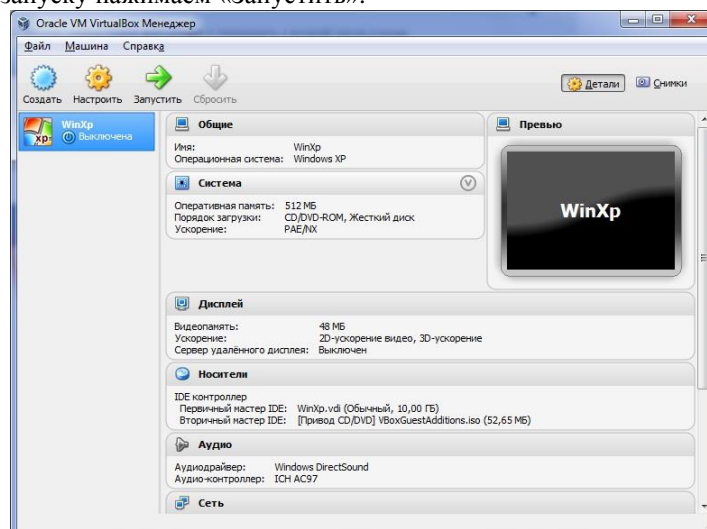 запуску нажимаем «Запустить».
Oracle VM VirtualBox Менеджер
Файл Машина Справка
Создать Настроить Запустить Сбросить
Детали Снимки
WinXp
Выключена
Общие
Имя: WinXp
Операционная система: Windows XP
Система
Оперативная память: 512 МБ
Порядок загрузки: CD/DVD-ROM, Жесткий диск
Ускорение: PAE/NX
Превью
WinXp
Дисплей
Видеопамять: 48 МБ
Ускорение: 2D-ускорение видео, 3D-ускорение
Сервер удалённого дисплея: Выключен
Носители
IDE контроллер
Первичный мастер IDE: WinXp.vdi (Обычный, 10,00 ГБ)
Вторичный мастер IDE: [Привод CD/DVD] VBoxGuestAdditions.iso (52,65 МБ)
Аудио
Аудиодрайвер: Windows DirectSound
Аудио-контроллер: ICH AC97
Сеть